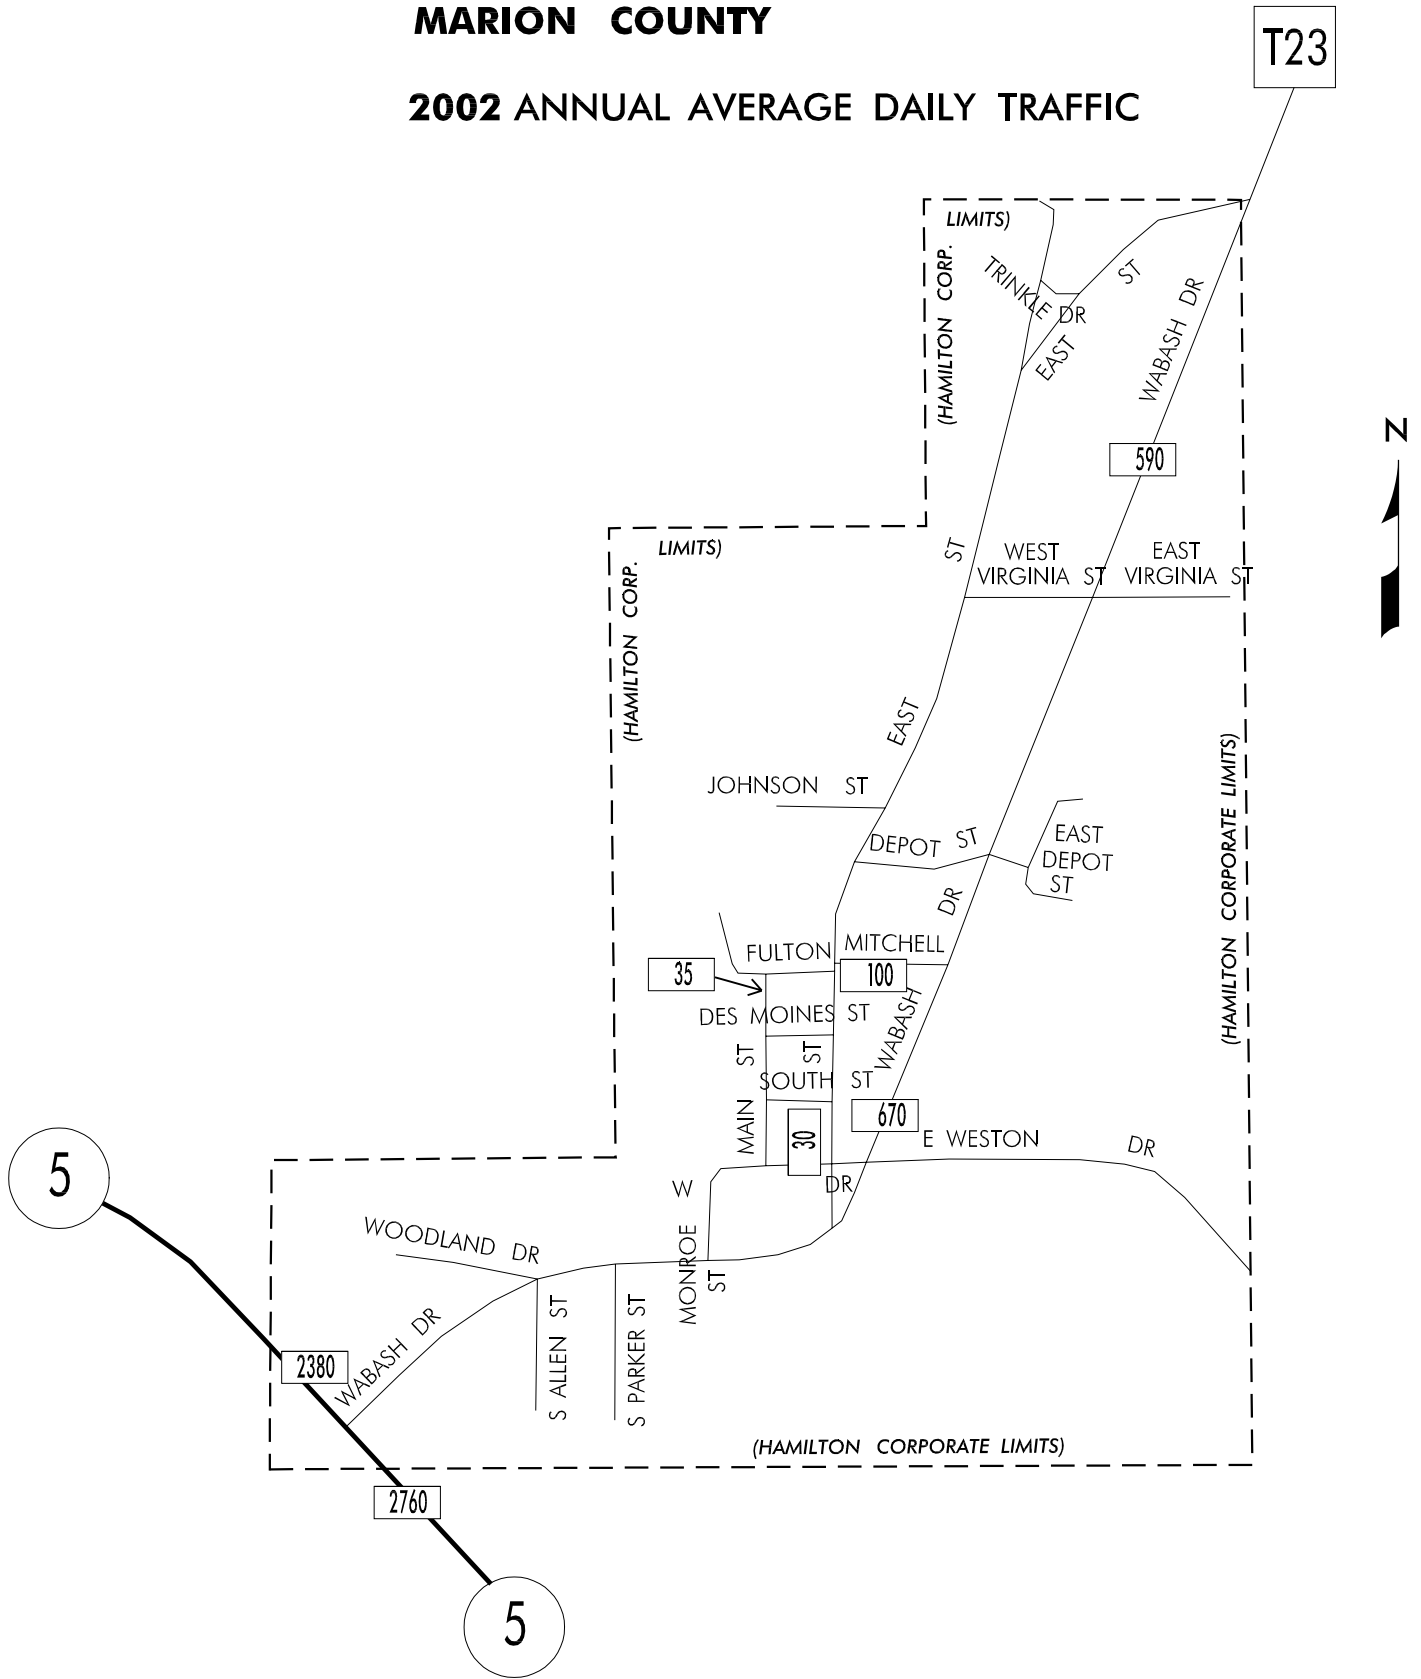 MARION COUNTY
T23
2002 ANNUAL AVERAGE DAILY TRAFFIC
LIMITS)
(HAMILTON CORP.
TRINKLE DR
ST
EAST
WABASH DR
N
590
LIMITS)
(HAMILTON CORP.
ST
WEST
VIRGINIA ST
EAST
VIRGINIA ST
EAST
(HAMILTON CORPORATE LIMITS)
JOHNSON ST
DEPOT ST
EAST
DEPOT
ST
DR
FULTON
MITCHELL
35
100
DES MOINES ST
WABASH
ST
ST
SOUTH ST
MAIN
30
670
E WESTON DR
5
W
DR
WOODLAND DR
MONROE
ST
2380
WABASH DR
S ALLEN ST
S PARKER ST
(HAMILTON CORPORATE LIMITS)
2760
5